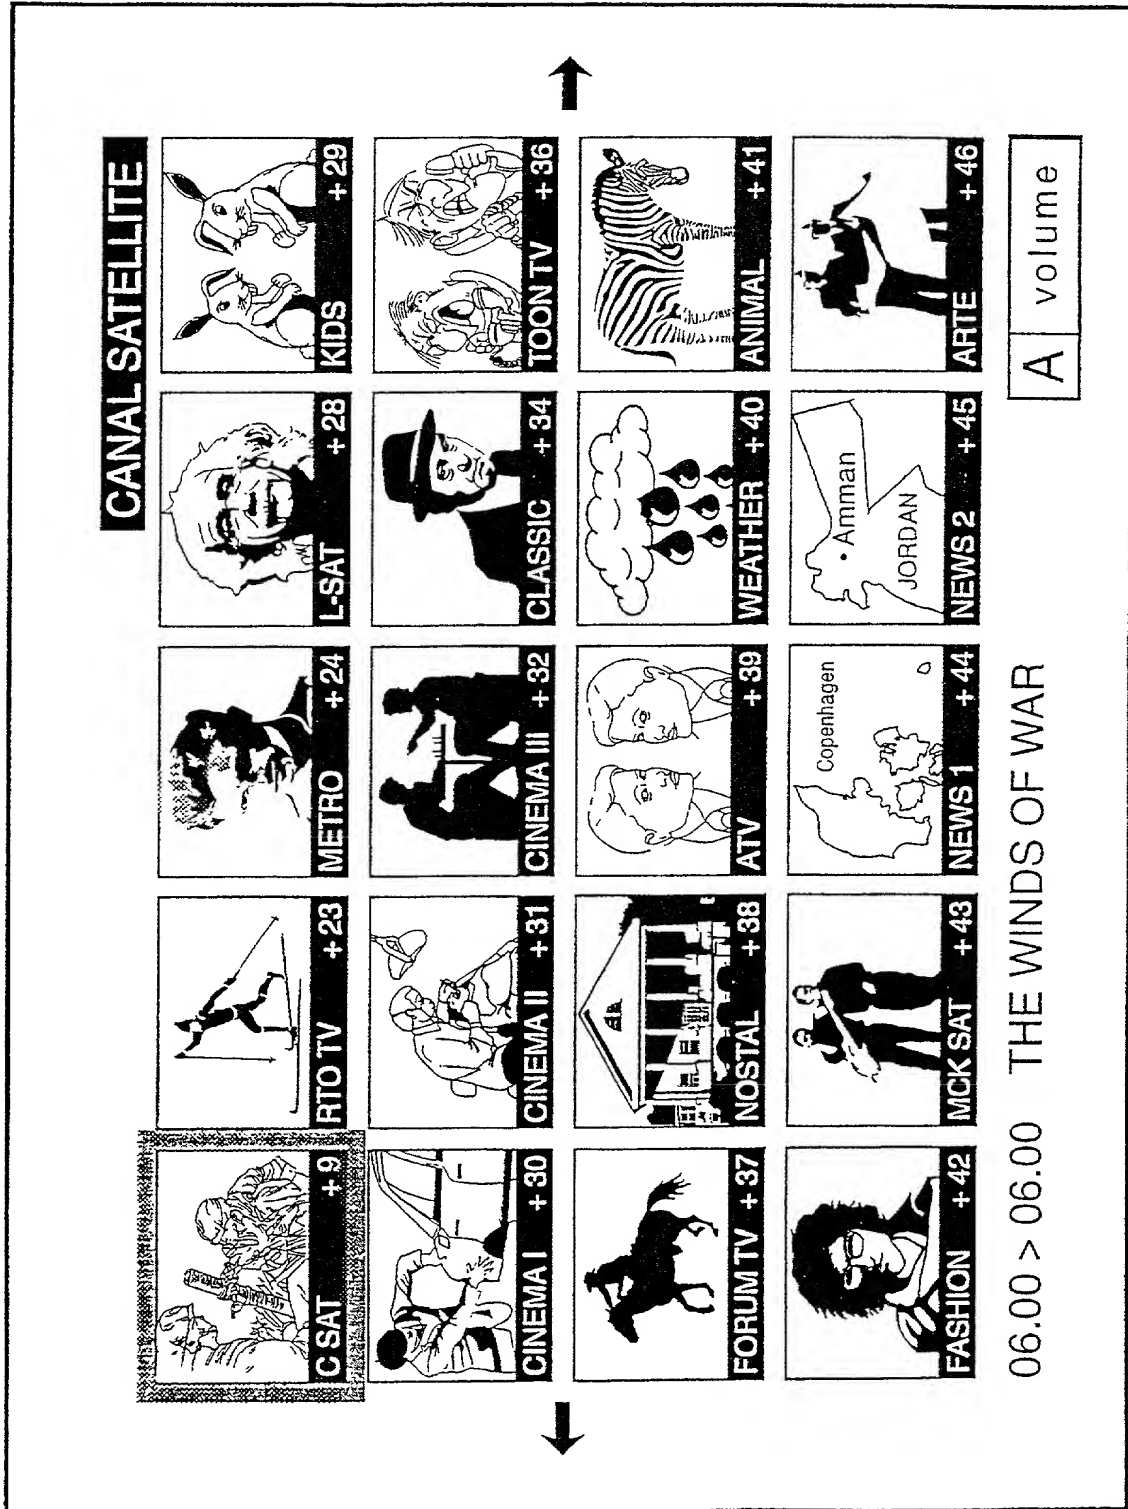 CANAL SATELLITE
C SAT +9
RTO TV +23
METRO +24
L-SAT +28
KIDS +29
CINEMA I +30
CINEMA II +31
CINEMA III +32
CLASSIC +34
TOON TV +36
FORUM TV +37
NOSTAL +38
ATV +39
WEATHER +40
ANIMAL +41
FASHION +42
MCK SAT +43
Copenhagen
NEWS 1 +44
Amman
JORDAN
NEWS 2 +45
ARTE +46
06.00 > 06.00 THE WINDS OF WAR
A volume